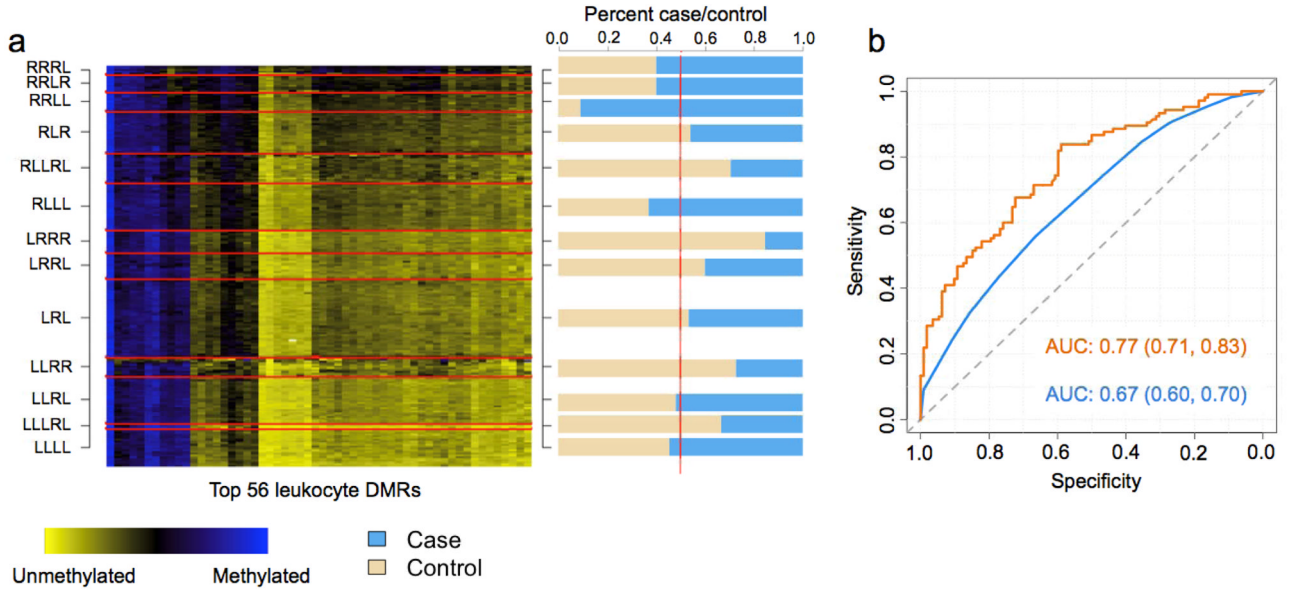 a
Percent case/control
0.0 0.2 0.4 0.6 0.8 1.0
RRRL
RRLR
RRLL
RLR
RLLRL
RLLL
LRRR
LRRL
LRL
LLRR
LLRL
LLLRL
LLLL
Top 56 leukocyte DMRs
Unmethylated Methylated
Case
Control
b
Sensitivity
1.0
0.8
0.6
0.4
0.2
0.0
AUC: 0.77 (0.71, 0.83)
AUC: 0.67 (0.60, 0.70)
1.0 0.8 0.6 0.4 0.2 0.0
Specificity